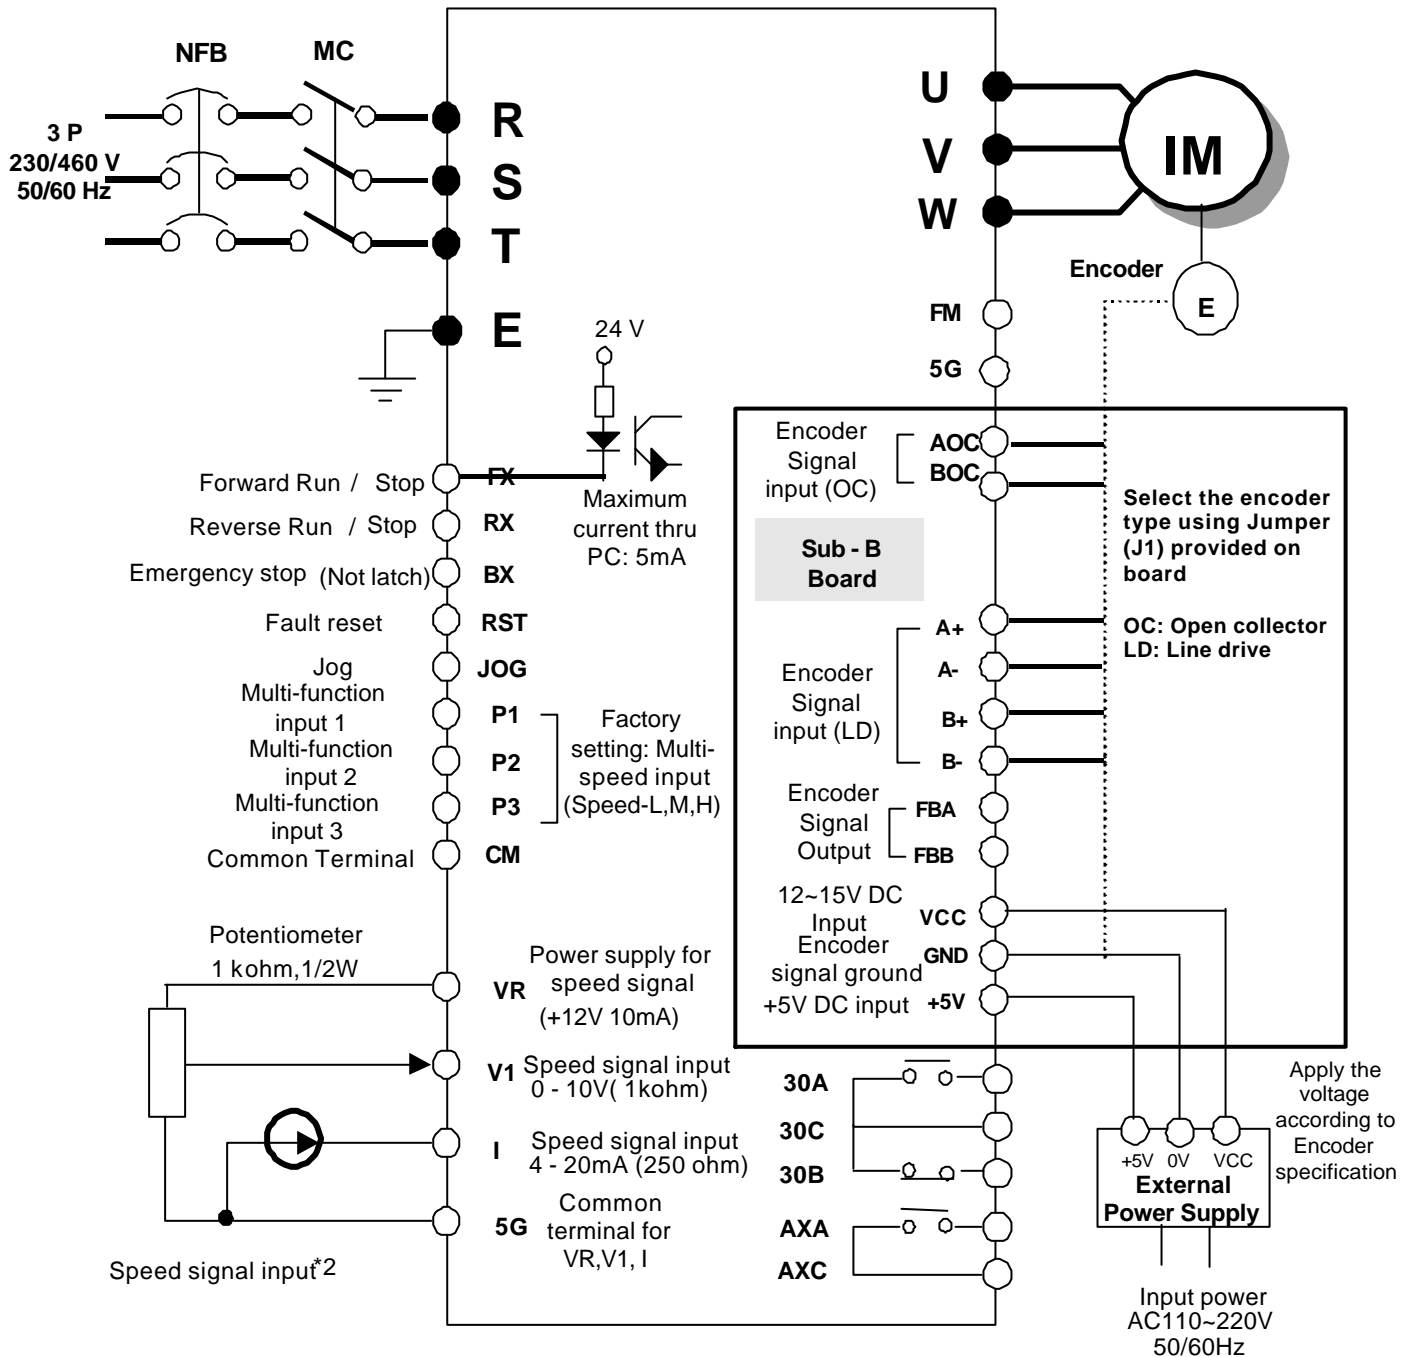 NFB
MC
3 P
230/460 V
50/60 Hz
R
S
T
E
U
V
W
IM
Encoder
E
FM
5G
24 V
Maximum
current thru
PC: 5mA
Forward Run / Stop
FX
Reverse Run / Stop
RX
Emergency stop (Not latch)
BX
Fault reset
RST
Jog
JOG
Multi-function
input 1
P1
Multi-function
input 2
P2
Multi-function
input 3
P3
Common Terminal
CM
Factory
setting: Multi-
speed input
(Speed-L,M,H)
Potentiometer
1 kohm,1/2W
VR
Power supply for
speed signal
(+12V 10mA)
V1
Speed signal input
0 - 10V( 1kohm)
I
Speed signal input
4 - 20mA (250 ohm)
5G
Common
terminal for
VR,V1, I
Speed signal input*2
Encoder
Signal
input (OC)
AOC
BOC
Sub - B
Board
Select the encoder
type using Jumper
(J1) provided on
board
OC: Open collector
LD: Line drive
Encoder
Signal
input (LD)
A+
A-
B+
B-
Encoder
Signal
Output
FBA
FBB
12~15V DC
Input
VCC
Encoder
signal ground
GND
+5V DC input
+5V
30A
30C
30B
AXA
AXC
Apply the
voltage
according to
Encoder
specification
+5V 0V VCC
External
Power Supply
Input power
AC110~220V
50/60Hz